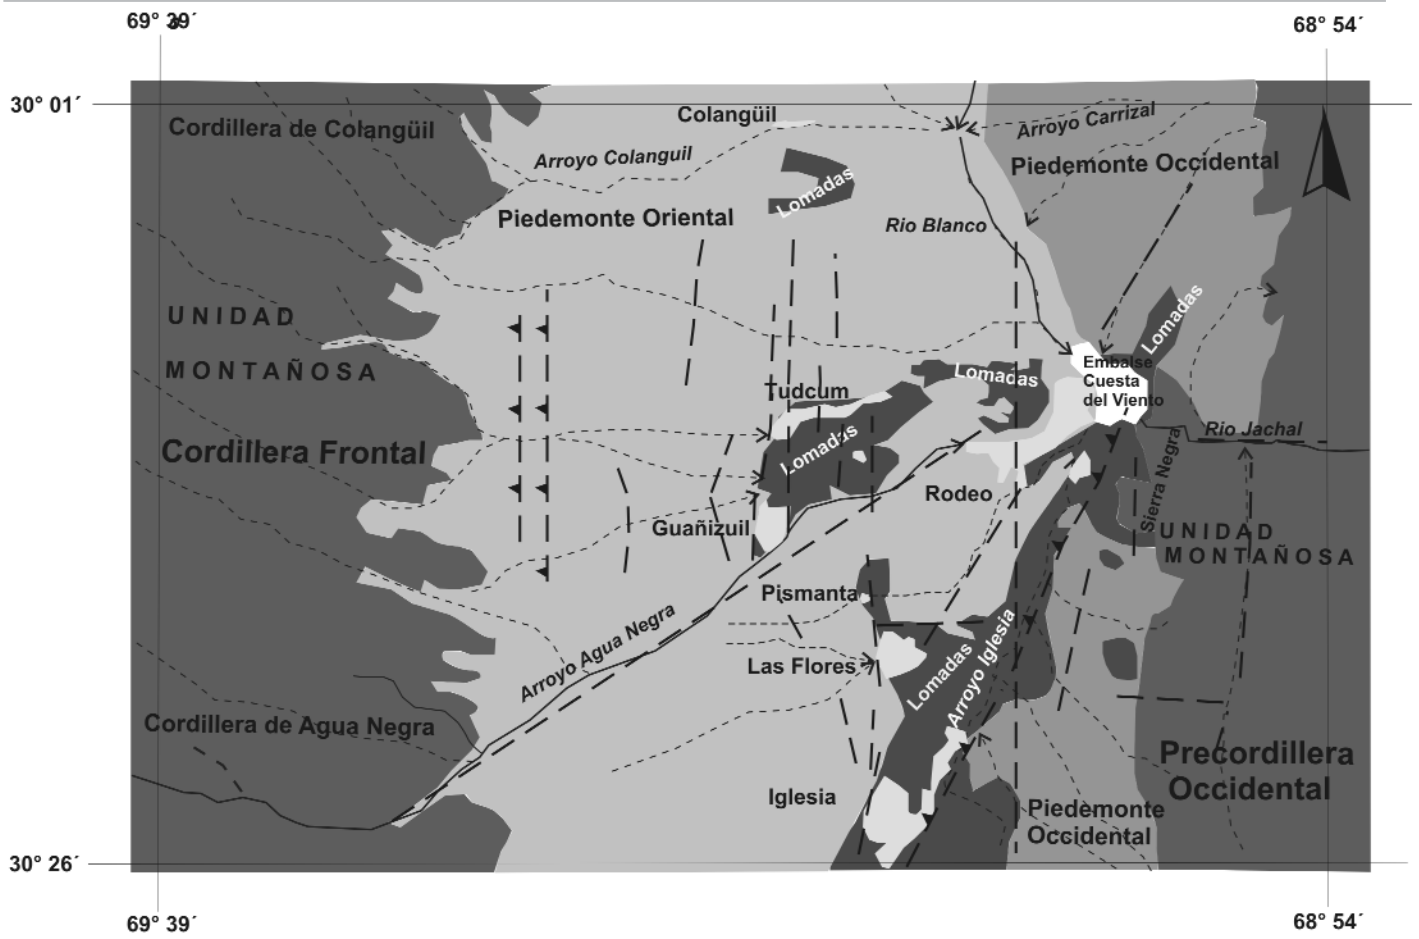 69° 39´
68° 54´
30° 01´
Colangüil
Cordillera de Colangüil
Arroyo Carrizal
Arroyo Colanguil
Piedemonte Occidental
Lomadas
Piedemonte Oriental
Rio Blanco
UNIDAD
MONTAÑOSA
Lomadas
Embalse
Cuesta
del Viento
Lomadas
Tudcum
Lomadas
Rio Jachal
Cordillera Frontal
Sierra Negra
Rodeo
Guañizuil
UNIDAD
MONTAÑOSA
Pismanta
Arroyo Agua Negra
Las Flores
Lomadas
Arroyo Iglesia
Cordillera de Agua Negra
Precordillera
Occidental
Iglesia
Piedemonte
Occidental
30° 26´
69° 39´
68° 54´